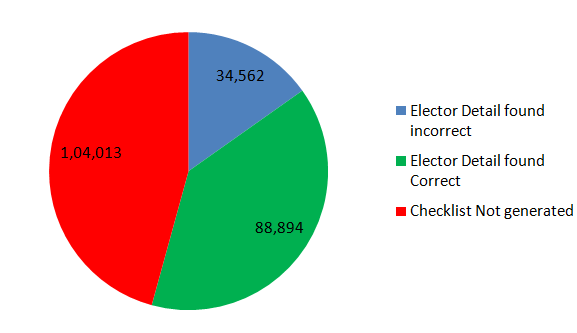 34,562
1,04,013
88,894
Elector Detail found
incorrect
Elector Detail found
Correct
Checklist Not generated